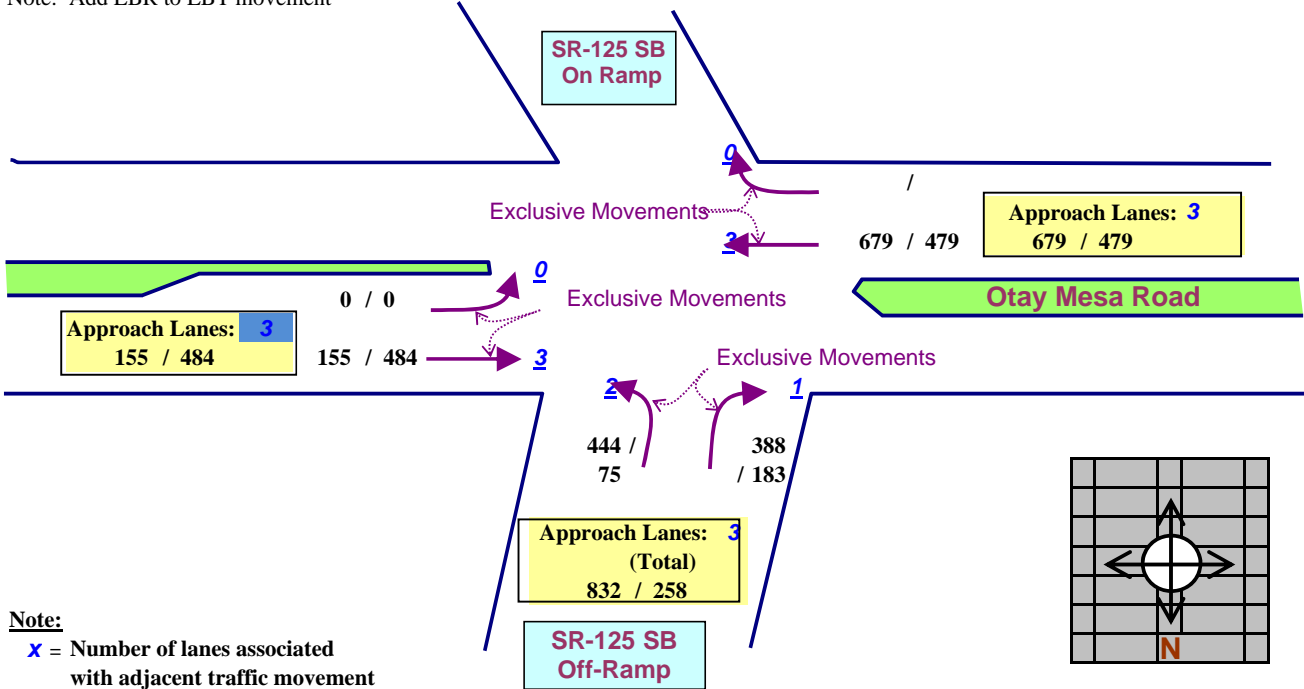 Note: Add EBR to EBT movement
SR-125 SB
On Ramp
0
/
Exclusive Movements
Approach Lanes: 3
679 / 479
3
679 / 479
0
0 / 0
Exclusive Movements
Otay Mesa Road
Approach Lanes: 3
155 / 484
155 / 484
3
Exclusive Movements
2
1
444 /
75
388
/ 183
Approach Lanes: 3
(Total)
832 / 258
Note:
x = Number of lanes associated
with adjacent traffic movement
SR-125 SB
Off-Ramp
N